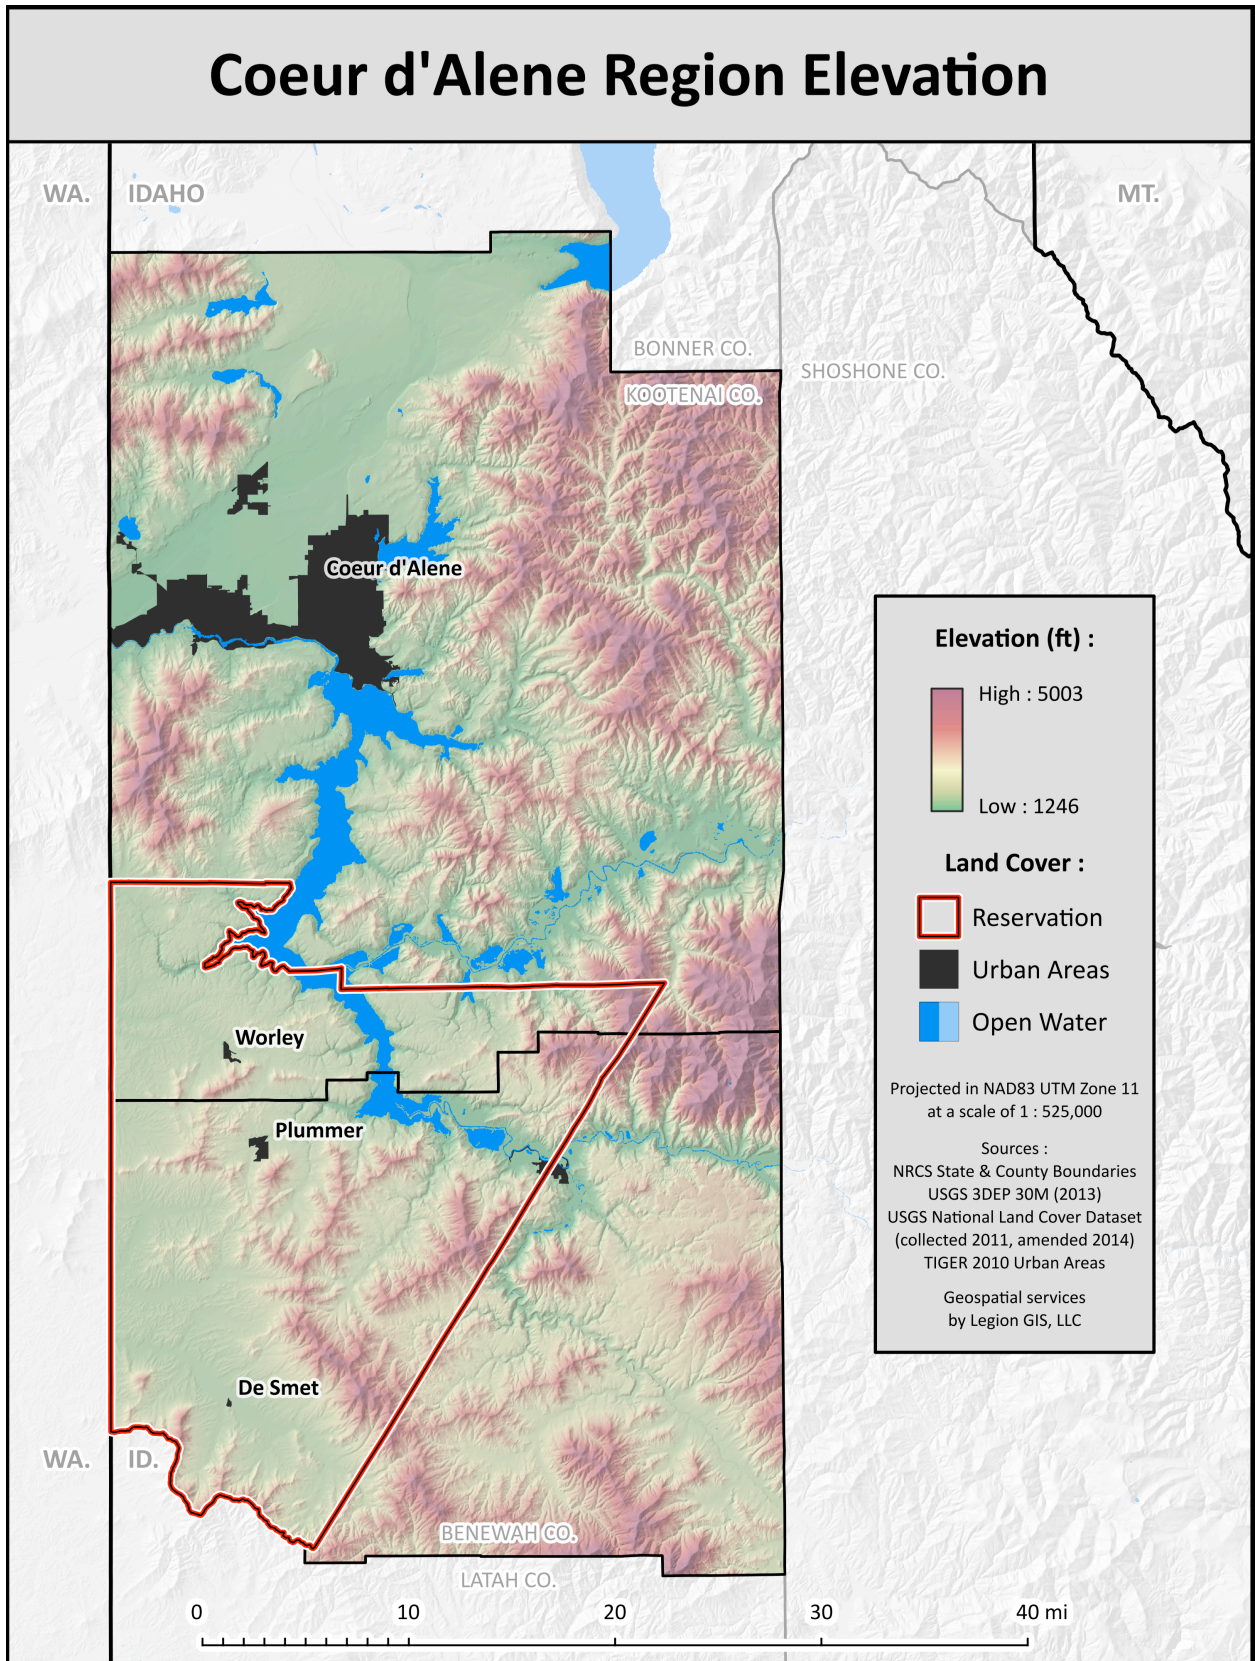 Coeur d'Alene Region Elevation
WA.
IDAHO
MT.
BONNER CO.
SHOSHONE CO.
KOOTENAI CO.
Coeur d'Alene
Worley
Plummer
De Smet
WA.
ID.
BENEWAH CO.
LATAH CO.
Elevation (ft) :
High : 5003
Low : 1246
Land Cover :
Reservation
Urban Areas
Open Water
Projected in NAD83 UTM Zone 11
at a scale of 1 : 525,000
Sources :
NRCS State & County Boundaries
USGS 3DEP 30M (2013)
USGS National Land Cover Dataset
(collected 2011, amended 2014)
TIGER 2010 Urban Areas
Geospatial services
by Legion GIS, LLC
0 10 20 30 40 mi